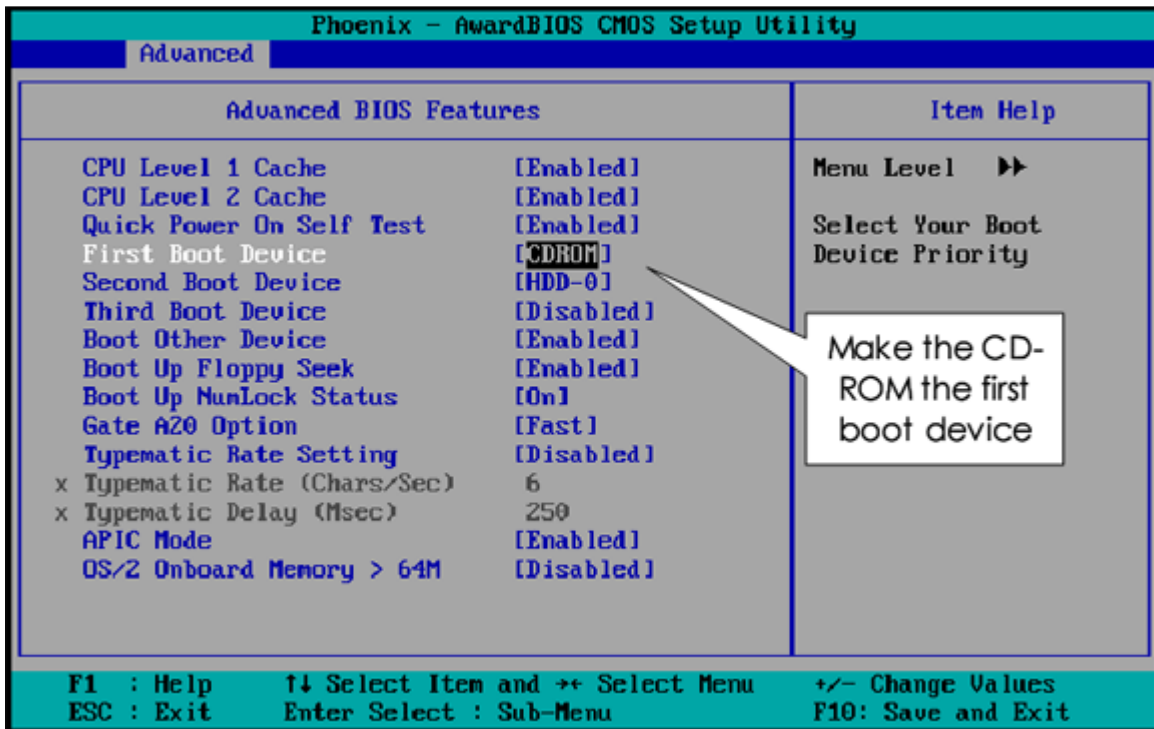 Phoenix - AwardBIOS CMOS Setup Utility
Advanced
Advanced BIOS Features
Item Help
CPU Level 1 Cache [Enabled]
CPU Level 2 Cache [Enabled]
Quick Power On Self Test [Enabled]
First Boot Device [CDROM]
Second Boot Device [HDD-0]
Third Boot Device [Disabled]
Boot Other Device [Enabled]
Boot Up Floppy Seek [Enabled]
Boot Up NumLock Status [On]
Gate A20 Option [Fast]
Typematic Rate Setting [Disabled]
x Typematic Rate (Chars/Sec) 6
x Typematic Delay (Msec) 250
APIC Mode [Enabled]
OS/2 Onboard Memory > 64M [Disabled]
Menu Level ▶▶
Select Your Boot
Device Priority
Make the CD-
ROM the first
boot device
F1 : Help ↑↓ Select Item and →← Select Menu +/- Change Values
ESC : Exit Enter Select : Sub-Menu F10: Save and Exit